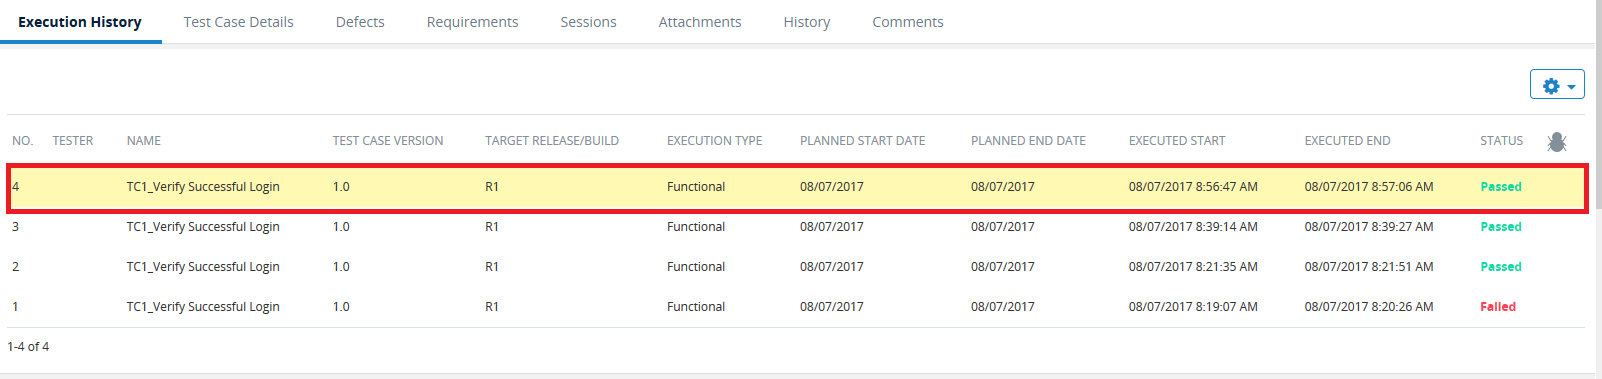 Execution History Test Case Details Defects Requirements Sessions Attachments History Comments
NO. TESTER NAME TEST CASE VERSION TARGET RELEASE/BUILD EXECUTION TYPE PLANNED START DATE PLANNED END DATE EXECUTED START EXECUTED END STATUS
4 TC1_Verify Successful Login 1.0 R1 Functional 08/07/2017 08/07/2017 08/07/2017 8:56:47 AM 08/07/2017 8:57:06 AM Passed
3 TC1_Verify Successful Login 1.0 R1 Functional 08/07/2017 08/07/2017 08/07/2017 8:39:14 AM 08/07/2017 8:39:27 AM Passed
2 TC1_Verify Successful Login 1.0 R1 Functional 08/07/2017 08/07/2017 08/07/2017 8:21:35 AM 08/07/2017 8:21:51 AM Passed
1 TC1_Verify Successful Login 1.0 R1 Functional 08/07/2017 08/07/2017 08/07/2017 8:19:07 AM 08/07/2017 8:20:26 AM Failed
1-4 of 4